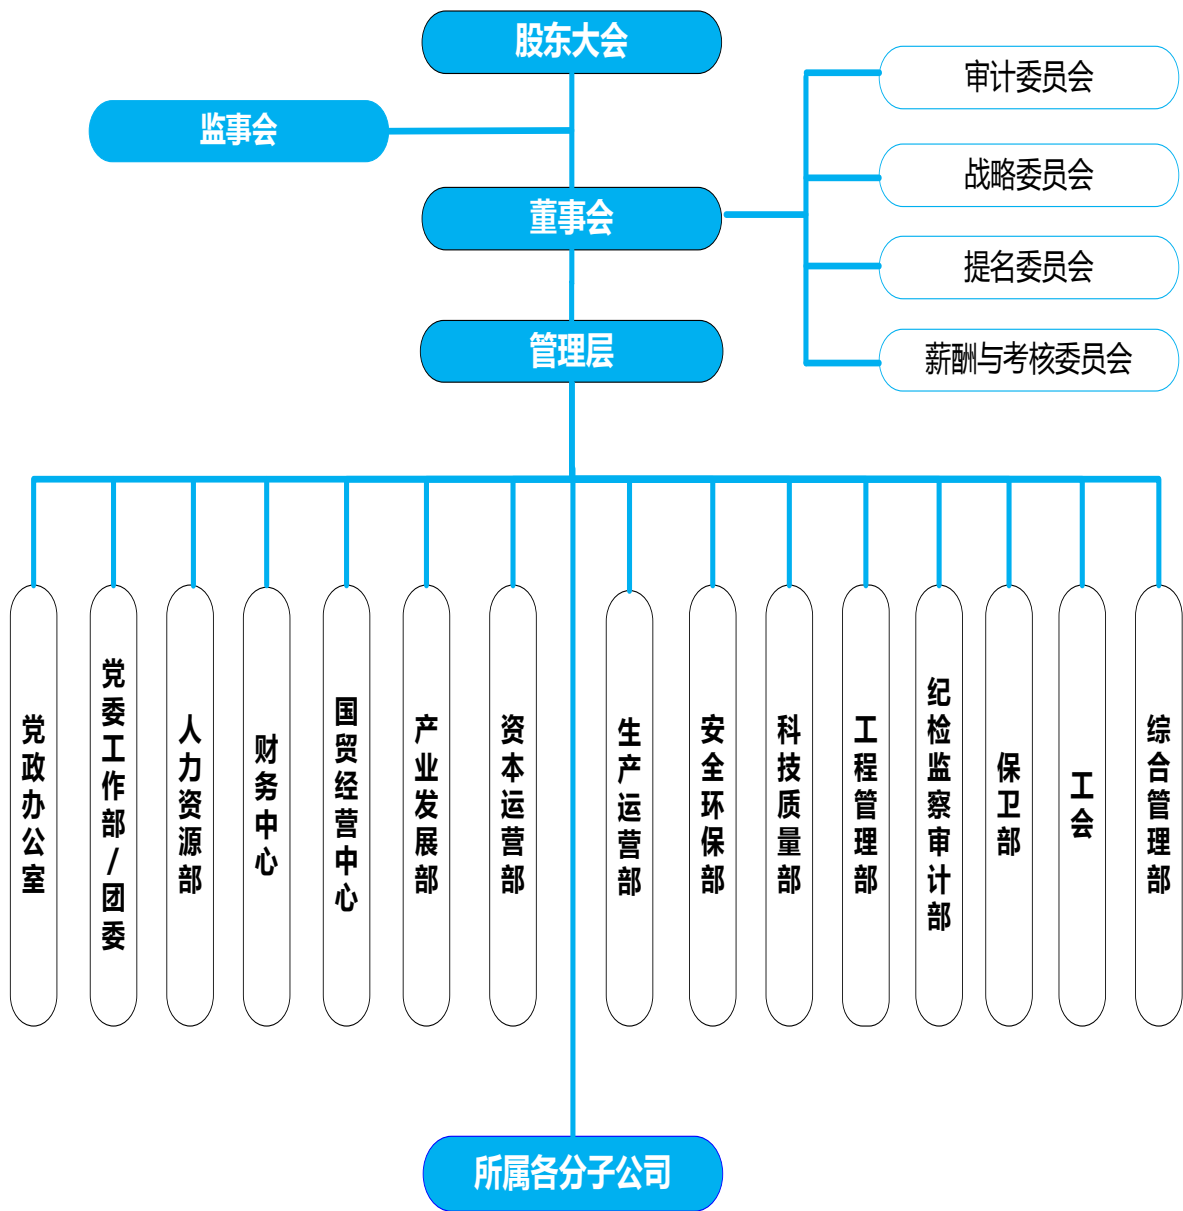 股东大会
审计委员会
监事会
战略委员会
董事会
提名委员会
管理层
薪酬与考核委员会
党政办公室
党委工作部/团委
人力资源部
财务中心
国贸经营中心
产业发展部
资本运营部
生产运营部
安全环保部
科技质量部
工程管理部
纪检监察审计部
保卫部
工会
综合管理部
所属各分子公司